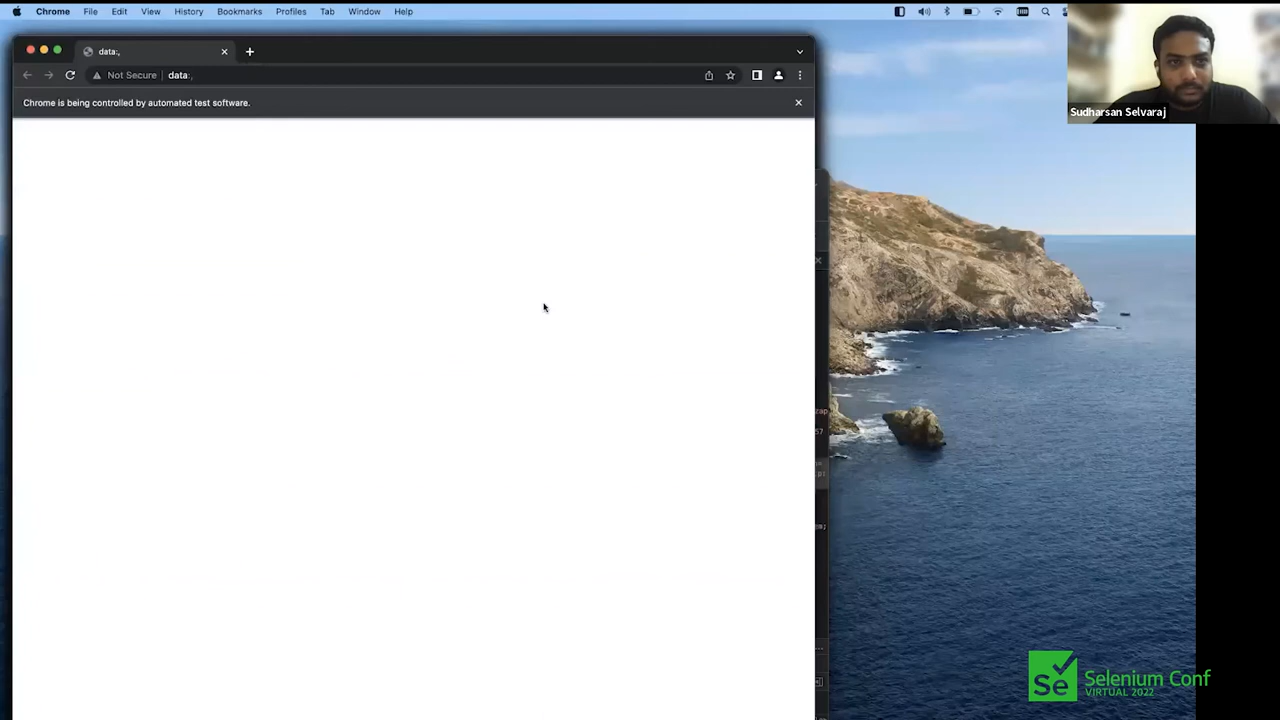 Chrome File Edit View History Bookmarks Profiles Tab Window Help
data:,
Not Secure data:,
Chrome is being controlled by automated test software.
Sudharsan Selvaraj
57
Se Selenium Conf
VIRTUAL 2022